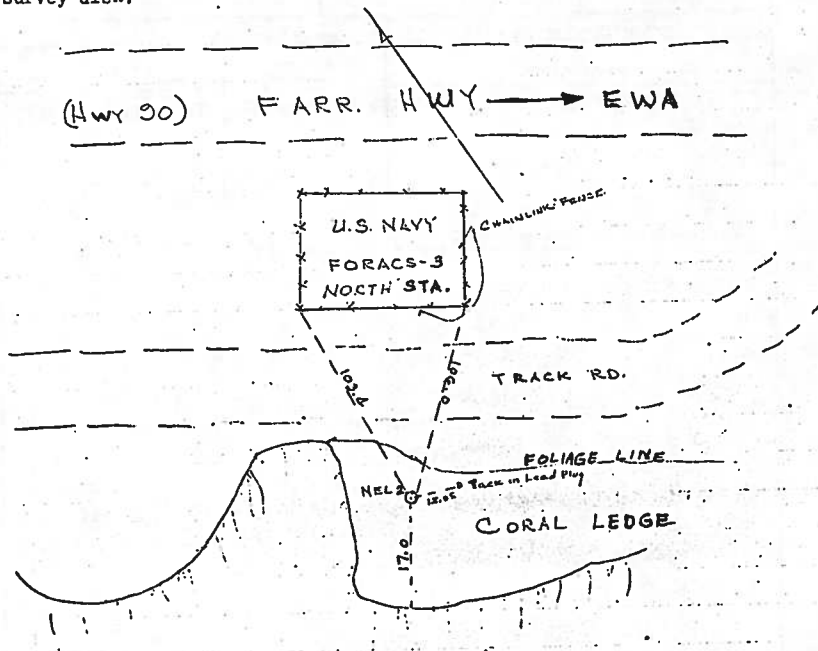 survey disk.
(HWY 90) FARR. HWY → EWA
U.S. NAVY
FORACS-3
NORTH STA.
CHAINLINK FENCE
TRACK RD.
FOLIAGE LINE
NEL 2
Tack in Lead Plug
CORAL LEDGE
17.0